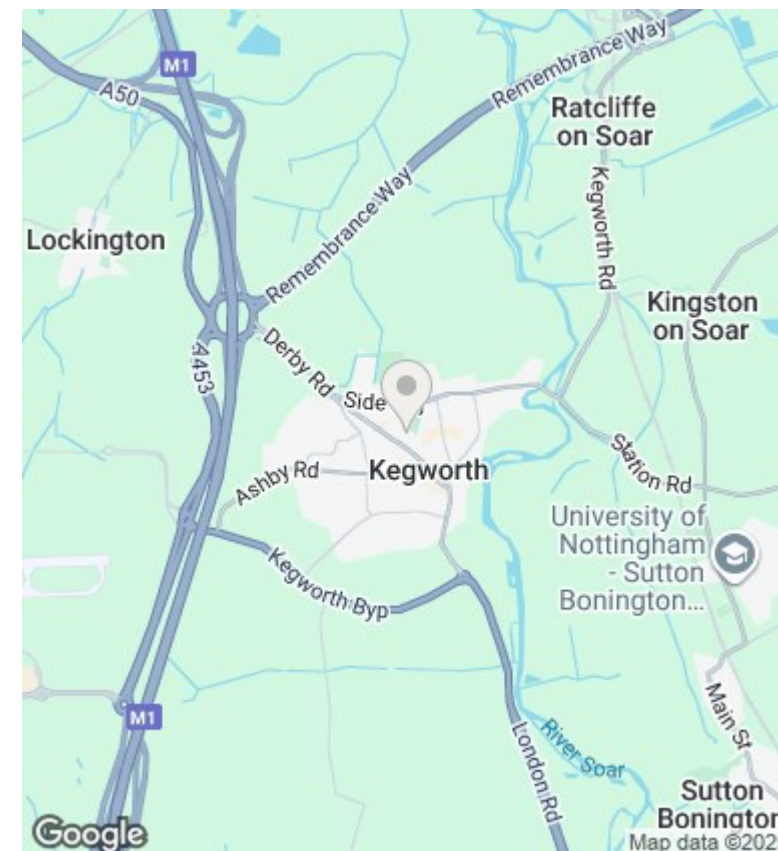 M1
A50
Remembrance Way
Ratcliffe
on Soar
Kegworth Rd
Lockington
Remembrance Way
Kingston
on Soar
Derby Rd
A453
Side
Kegworth
Ashby Rd
Station Rd
University of
Nottingham
- Sutton
Bonington...
Kegworth Byp
Main St
M1
London Rd
River Soar
Sutton
Bonington
Google
Map data ©202